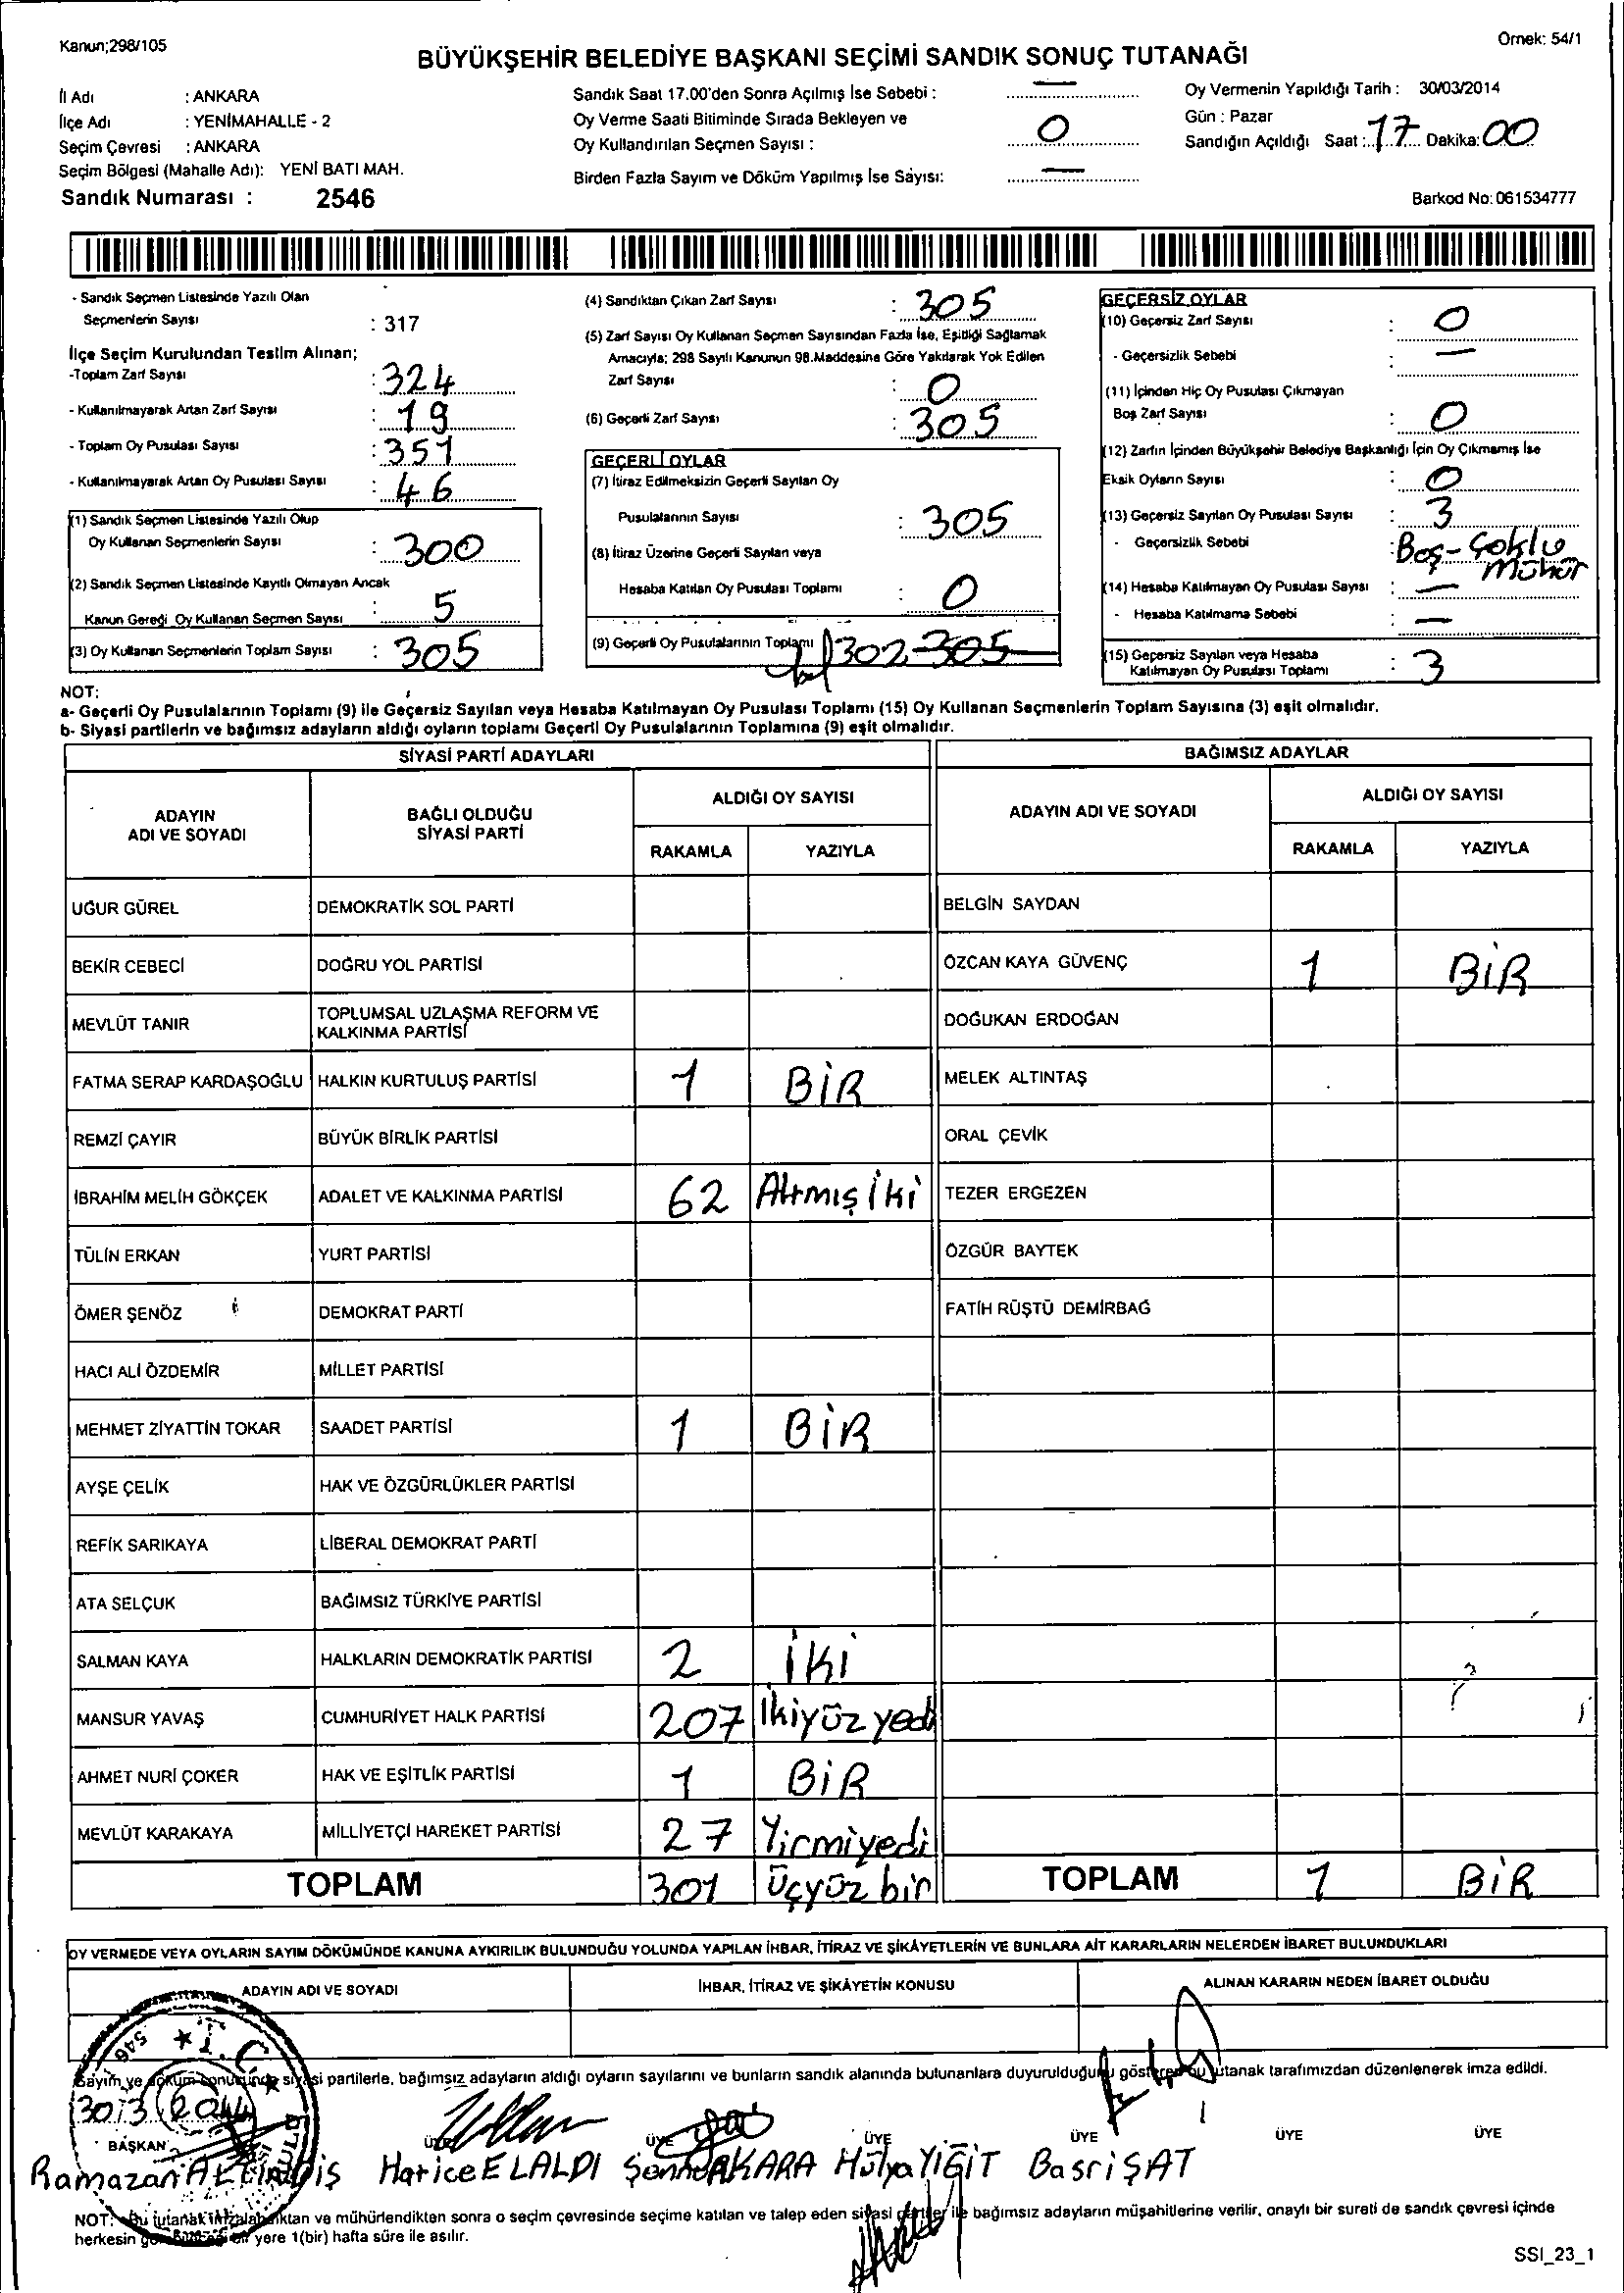 Kanun;298/105
Örnek: 54/1
BÜYÜKŞEHİR BELEDİYE BAŞKANI SEÇİMİ SANDIK SONUÇ TUTANAĞI
İl Adı : ANKARA
İlçe Adı : YENİMAHALLE - 2
Seçim Çevresi : ANKARA
Seçim Bölgesi (Mahalle Adı): YENİ BATI MAH.
Sandık Numarası : 2546
Sandık Saat 17.00'den Sonra Açılmış İse Sebebi : —
Oy Verme Saati Bitiminde Sırada Bekleyen ve
Oy Kullandırılan Seçmen Sayısı : 0
Birden Fazla Sayım ve Döküm Yapılmış İse Sayısı: —
Oy Vermenin Yapıldığı Tarih : 30/03/2014
Gün : Pazar
Sandığın Açıldığı Saat : 17 Dakika: 00
Barkod No: 061534777
- Sandık Seçmen Listesinde Yazılı Olan
Seçmenlerin Sayısı : 317
İlçe Seçim Kurulundan Teslim Alınan;
-Toplam Zarf Sayısı : 324
- Kullanılmayarak Artan Zarf Sayısı : 19
- Toplam Oy Pusulası Sayısı : 351
- Kullanılmayarak Artan Oy Pusulası Sayısı : 46
(1) Sandık Seçmen Listesinde Yazılı Olup
Oy Kullanan Seçmenlerin Sayısı : 300
(2) Sandık Seçmen Listesinde Kayıtlı Olmayan Ancak
Kanun Gereği Oy Kullanan Seçmen Sayısı : 5
(3) Oy Kullanan Seçmenlerin Toplam Sayısı : 305
(4) Sandıktan Çıkan Zarf Sayısı : 305
(5) Zarf Sayısı Oy Kullanan Seçmen Sayısından Fazla İse, Eşitliği Sağlamak
Amacıyla; 298 Sayılı Kanunun 98.Maddesine Göre Yakılarak Yok Edilen
Zarf Sayısı : 0
(6) Geçerli Zarf Sayısı : 305
GEÇERLİ OYLAR
(7) İtiraz Edilmeksizin Geçerli Sayılan Oy
Pusulalarının Sayısı : 305
(8) İtiraz Üzerine Geçerli Sayılan veya
Hesaba Katılan Oy Pusulası Toplamı : 0
(9) Geçerli Oy Pusulalarının Toplamı 302 305
GEÇERSİZ OYLAR
(10) Geçersiz Zarf Sayısı : 0
- Geçersizlik Sebebi : —
(11) İçinden Hiç Oy Pusulası Çıkmayan
Boş Zarf Sayısı : 0
(12) Zarfın İçinden Büyükşehir Belediye Başkanlığı İçin Oy Çıkmamış İse
Eksik Oyların Sayısı : 0
(13) Geçersiz Sayılan Oy Pusulası Sayısı : 3
- Geçersizlik Sebebi : Boş-Çoklu
mühür
(14) Hesaba Katılmayan Oy Pusulası Sayısı : —
- Hesaba Katılmama Sebebi : —
(15) Geçersiz Sayılan veya Hesaba
Katılmayan Oy Pusulası Toplamı : 3
NOT:
a- Geçerli Oy Pusulalarının Toplamı (9) ile Geçersiz Sayılan veya Hesaba Katılmayan Oy Pusulası Toplamı (15) Oy Kullanan Seçmenlerin Toplam Sayısına (3) eşit olmalıdır.
b- Siyasi partilerin ve bağımsız adayların aldığı oyların toplamı Geçerli Oy Pusulalarının Toplamına (9) eşit olmalıdır.
SİYASİ PARTİ ADAYLARI
ADAYIN
ADI VE SOYADI
BAĞLI OLDUĞU
SİYASİ PARTİ
ALDIĞI OY SAYISI
RAKAMLA YAZIYLA
UĞUR GÜREL DEMOKRATİK SOL PARTİ
BEKİR CEBECİ DOĞRU YOL PARTİSİ
MEVLÜT TANIR TOPLUMSAL UZLAŞMA REFORM VE
KALKINMA PARTİSİ
FATMA SERAP KARDAŞOĞLU HALKIN KURTULUŞ PARTİSİ 1 BİR
REMZİ ÇAYIR BÜYÜK BİRLİK PARTİSİ
İBRAHİM MELİH GÖKÇEK ADALET VE KALKINMA PARTİSİ 62 Altmış iki
TÜLİN ERKAN YURT PARTİSİ
ÖMER ŞENÖZ DEMOKRAT PARTİ
HACI ALİ ÖZDEMİR MİLLET PARTİSİ
MEHMET ZİYATTİN TOKAR SAADET PARTİSİ 1 BİR
AYŞE ÇELİK HAK VE ÖZGÜRLÜKLER PARTİSİ
REFİK SARIKAYA LİBERAL DEMOKRAT PARTİ
ATA SELÇUK BAĞIMSIZ TÜRKİYE PARTİSİ
SALMAN KAYA HALKLARIN DEMOKRATİK PARTİSİ 2 İki
MANSUR YAVAŞ CUMHURİYET HALK PARTİSİ 207 İkiyüz yedi
AHMET NURİ ÇOKER HAK VE EŞİTLİK PARTİSİ 1 BİR
MEVLÜT KARAKAYA MİLLİYETÇİ HAREKET PARTİSİ 27 Yirmiyedi
TOPLAM 301 Üçyüz bir
BAĞIMSIZ ADAYLAR
ADAYIN ADI VE SOYADI
ALDIĞI OY SAYISI
RAKAMLA YAZIYLA
BELGİN SAYDAN
ÖZCAN KAYA GÜVENÇ 1 BİR
DOĞUKAN ERDOĞAN
MELEK ALTINTAŞ
ORAL ÇEVİK
TEZER ERGEZEN
ÖZGÜR BAYTEK
FATİH RÜŞTÜ DEMİRBAĞ
TOPLAM 1 BİR
OY VERMEDE VEYA OYLARIN SAYIM DÖKÜMÜNDE KANUNA AYKIRILIK BULUNDUĞU YOLUNDA YAPILAN İHBAR, İTİRAZ VE ŞİKÂYETLERİN VE BUNLARA AİT KARARLARIN NELERDEN İBARET BULUNDUKLARI
ADAYIN ADI VE SOYADI
İHBAR, İTİRAZ VE ŞİKÂYETİN KONUSU
ALINAN KARARIN NEDEN İBARET OLDUĞU
★ T.C. ★
Sayım ve döküm konusunda siyasi partilerle, bağımsız adayların aldığı oyların sayılarını ve bunların sandık alanında bulunanlara duyurulduğunu gösteren bu tutanak tarafımızdan düzenlenerek imza edildi.
30/3/2014
BAŞKAN ÜYE ÜYE ÜYE ÜYE ÜYE ÜYE
Ramazan Hatice ELALDI AKARA Hülya YİĞİT Basri ŞAT
NOT: Bu tutanak imzalandıktan ve mühürlendikten sonra o seçim çevresinde seçime katılan ve talep eden siyasi partiler ile bağımsız adayların müşahitlerine verilir, onaylı bir sureti de sandık çevresi içinde
herkesin görebileceği bir yere 1(bir) hafta süre ile asılır.
SSI_23_1